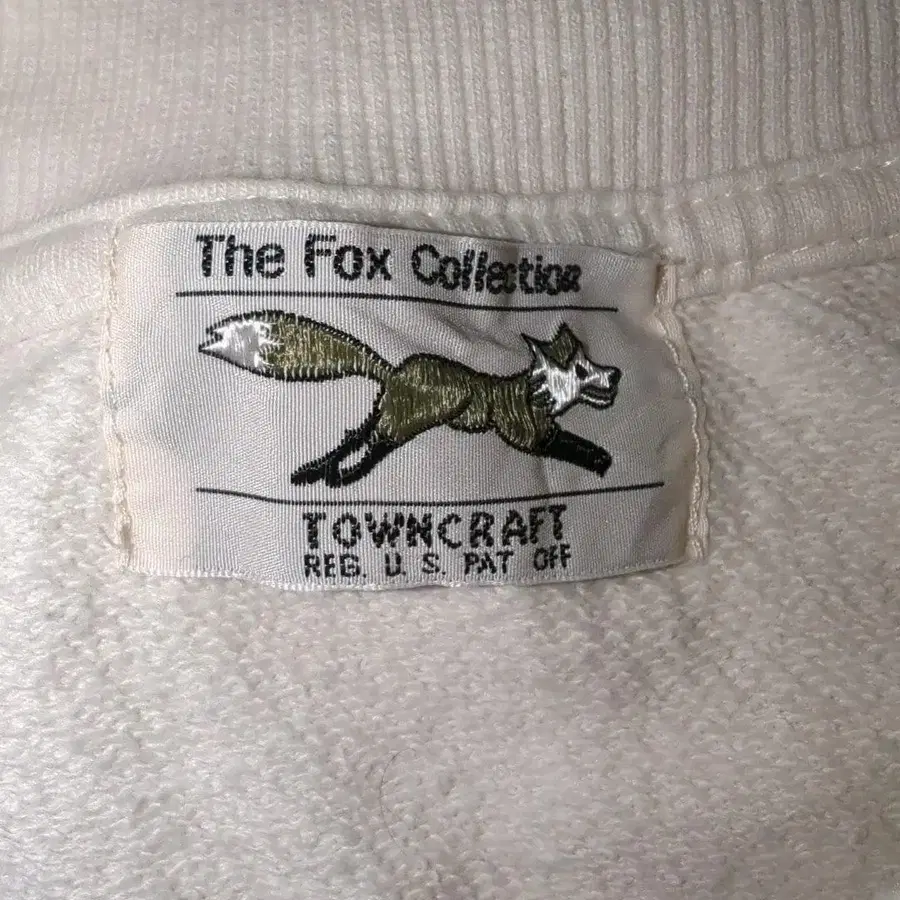 The Fox Collection
TOWNCRAFT
REG. U. S. PAT OFF